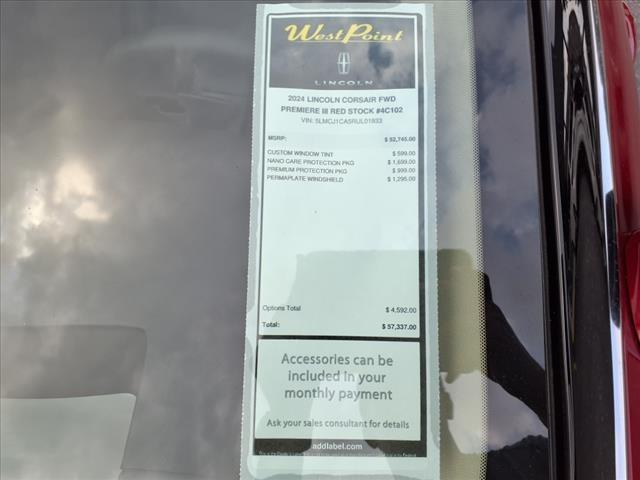 WestPoint
LINCOLN
2024 LINCOLN CORSAIR FWD
PREMIERE III RED STOCK #4C102
VIN: 5LMCJ1CA5RUL01933
MSRP: $ 52,745.00
CUSTOM WINDOW TINT $ 599.00
NANO CARE PROTECTION PKG $ 1,699.00
PREMIUM PROTECTION PKG $ 999.00
PERMAPLATE WINDSHIELD $ 1,295.00
Options Total $ 4,592.00
Total: $ 57,337.00
Accessories can be
included in your
monthly payment
Ask your sales consultant for details
addlabel.com